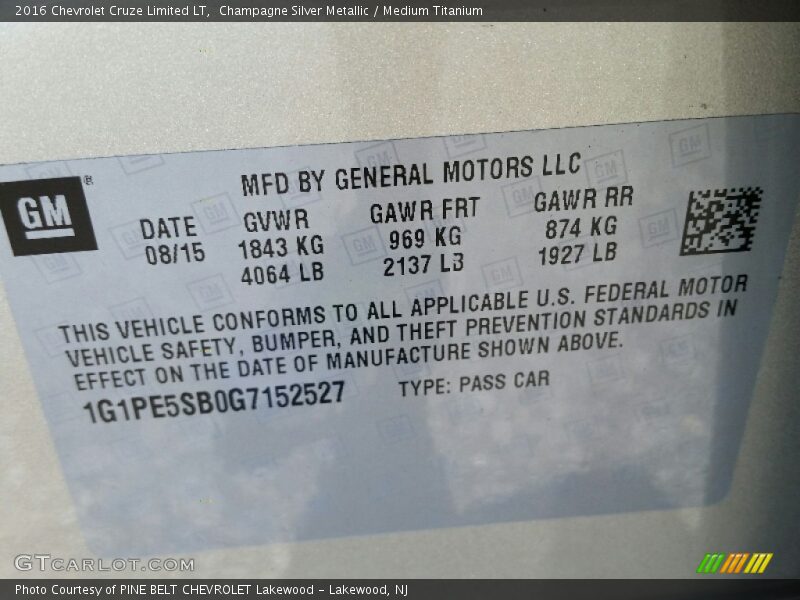 2016 Chevrolet Cruze Limited LT,  Champagne Silver Metallic / Medium Titanium
GM®
MFD BY GENERAL MOTORS LLC
DATE GVWR GAWR FRT GAWR RR
08/15 1843 KG 969 KG 874 KG
4064 LB 2137 LB 1927 LB
THIS VEHICLE CONFORMS TO ALL APPLICABLE U.S. FEDERAL MOTOR
VEHICLE SAFETY, BUMPER, AND THEFT PREVENTION STANDARDS IN
EFFECT ON THE DATE OF MANUFACTURE SHOWN ABOVE.
1G1PE5SB0G7152527 TYPE: PASS CAR
GTCARLOT.COM
Photo Courtesy of PINE BELT CHEVROLET Lakewood - Lakewood, NJ